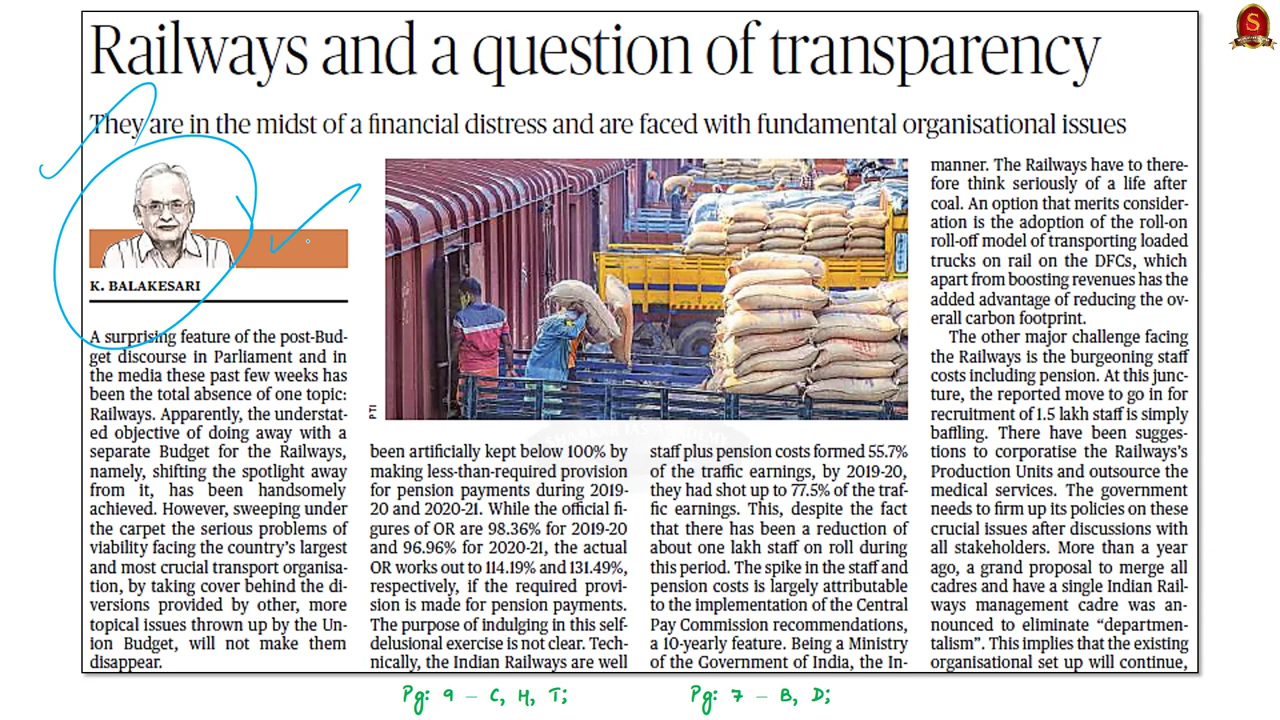 Railways and a question of transparency
They are in the midst of a financial distress and are faced with fundamental organisational issues
K. BALAKESARI
A surprising feature of the post-Bud-
get discourse in Parliament and in
the media these past few weeks has
been the total absence of one topic:
Railways. Apparently, the understat-
ed objective of doing away with a
separate Budget for the Railways,
namely, shifting the spotlight away
from it, has been handsomely
achieved. However, sweeping under
the carpet the serious problems of
viability facing the country's largest
and most crucial transport organisa-
tion, by taking cover behind the di-
versions provided by other, more
topical issues thrown up by the Un-
ion Budget, will not make them
disappear.
PTI
been artificially kept below 100% by
making less-than-required provision
for pension payments during 2019-
20 and 2020-21. While the official fi-
gures of OR are 98.36% for 2019-20
and 96.96% for 2020-21, the actual
OR works out to 114.19% and 131.49%,
respectively, if the required provi-
sion is made for pension payments.
The purpose of indulging in this self-
delusional exercise is not clear. Tech-
nically, the Indian Railways are well
staff plus pension costs formed 55.7%
of the traffic earnings, by 2019-20,
they had shot up to 77.5% of the traf-
fic earnings. This, despite the fact
that there has been a reduction of
about one lakh staff on roll during
this period. The spike in the staff and
pension costs is largely attributable
to the implementation of the Central
Pay Commission recommendations,
a 10-yearly feature. Being a Ministry
of the Government of India, the In-
manner. The Railways have to there-
fore think seriously of a life after
coal. An option that merits consider-
ation is the adoption of the roll-on
roll-off model of transporting loaded
trucks on rail on the DFCs, which
apart from boosting revenues has the
added advantage of reducing the ov-
erall carbon footprint.
The other major challenge facing
the Railways is the burgeoning staff
costs including pension. At this junc-
ture, the reported move to go in for
recruitment of 1.5 lakh staff is simply
baffling. There have been sugges-
tions to corporatise the Railways's
Production Units and outsource the
medical services. The government
needs to firm up its policies on these
crucial issues after discussions with
all stakeholders. More than a year
ago, a grand proposal to merge all
cadres and have a single Indian Rail-
ways management cadre was an-
nounced to eliminate "departmen-
talism". This implies that the existing
organisational set up will continue,
Pg: 9 – C, H, T; Pg: 7 – B, D;
S